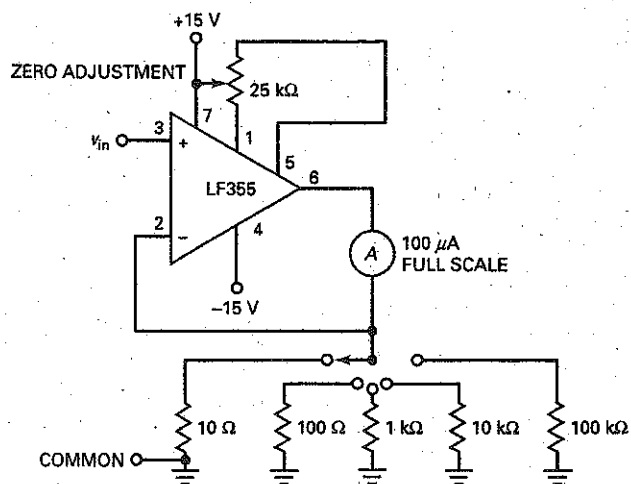 +15 V
ZERO ADJUSTMENT
25 kΩ
7
1
3
v_in
+
5
6
LF355
2
−
4
A
100 μA
FULL SCALE
−15 V
10 Ω
100 Ω
1 kΩ
10 kΩ
100 kΩ
COMMON